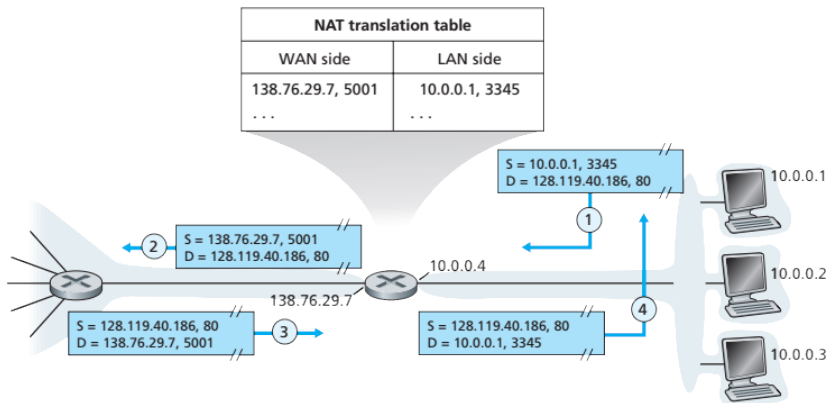 NAT translation table
WAN side LAN side
138.76.29.7, 5001 10.0.0.1, 3345
. . . . . .
S = 10.0.0.1, 3345
D = 128.119.40.186, 80
10.0.0.1
1
2
S = 138.76.29.7, 5001
D = 128.119.40.186, 80
10.0.0.4
10.0.0.2
138.76.29.7
S = 128.119.40.186, 80
D = 138.76.29.7, 5001
3
S = 128.119.40.186, 80
D = 10.0.0.1, 3345
4
10.0.0.3